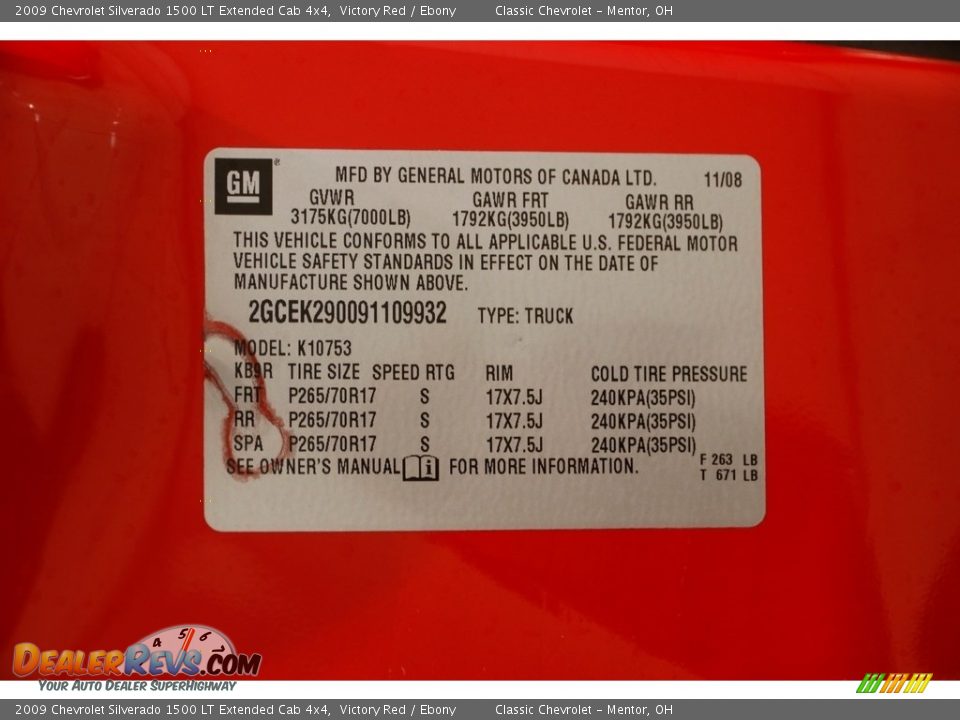 2009 Chevrolet Silverado 1500 LT Extended Cab 4x4, Victory Red / Ebony Classic Chevrolet - Mentor, OH
GM®
MFD BY GENERAL MOTORS OF CANADA LTD. 11/08
GVWR GAWR FRT GAWR RR
3175KG(7000LB) 1792KG(3950LB) 1792KG(3950LB)
THIS VEHICLE CONFORMS TO ALL APPLICABLE U.S. FEDERAL MOTOR
VEHICLE SAFETY STANDARDS IN EFFECT ON THE DATE OF
MANUFACTURE SHOWN ABOVE.
2GCEK290091109932 TYPE: TRUCK
MODEL: K10753
KB9R TIRE SIZE SPEED RTG RIM COLD TIRE PRESSURE
FRT P265/70R17 S 17X7.5J 240KPA(35PSI)
RR P265/70R17 S 17X7.5J 240KPA(35PSI)
SPA P265/70R17 S 17X7.5J 240KPA(35PSI)
SEE OWNER'S MANUAL i FOR MORE INFORMATION.
F 263 LB
T 671 LB
4 5 6 7
DEALERREVS.COM
YOUR AUTO DEALER SUPERHIGHWAY
2009 Chevrolet Silverado 1500 LT Extended Cab 4x4, Victory Red / Ebony Classic Chevrolet - Mentor, OH